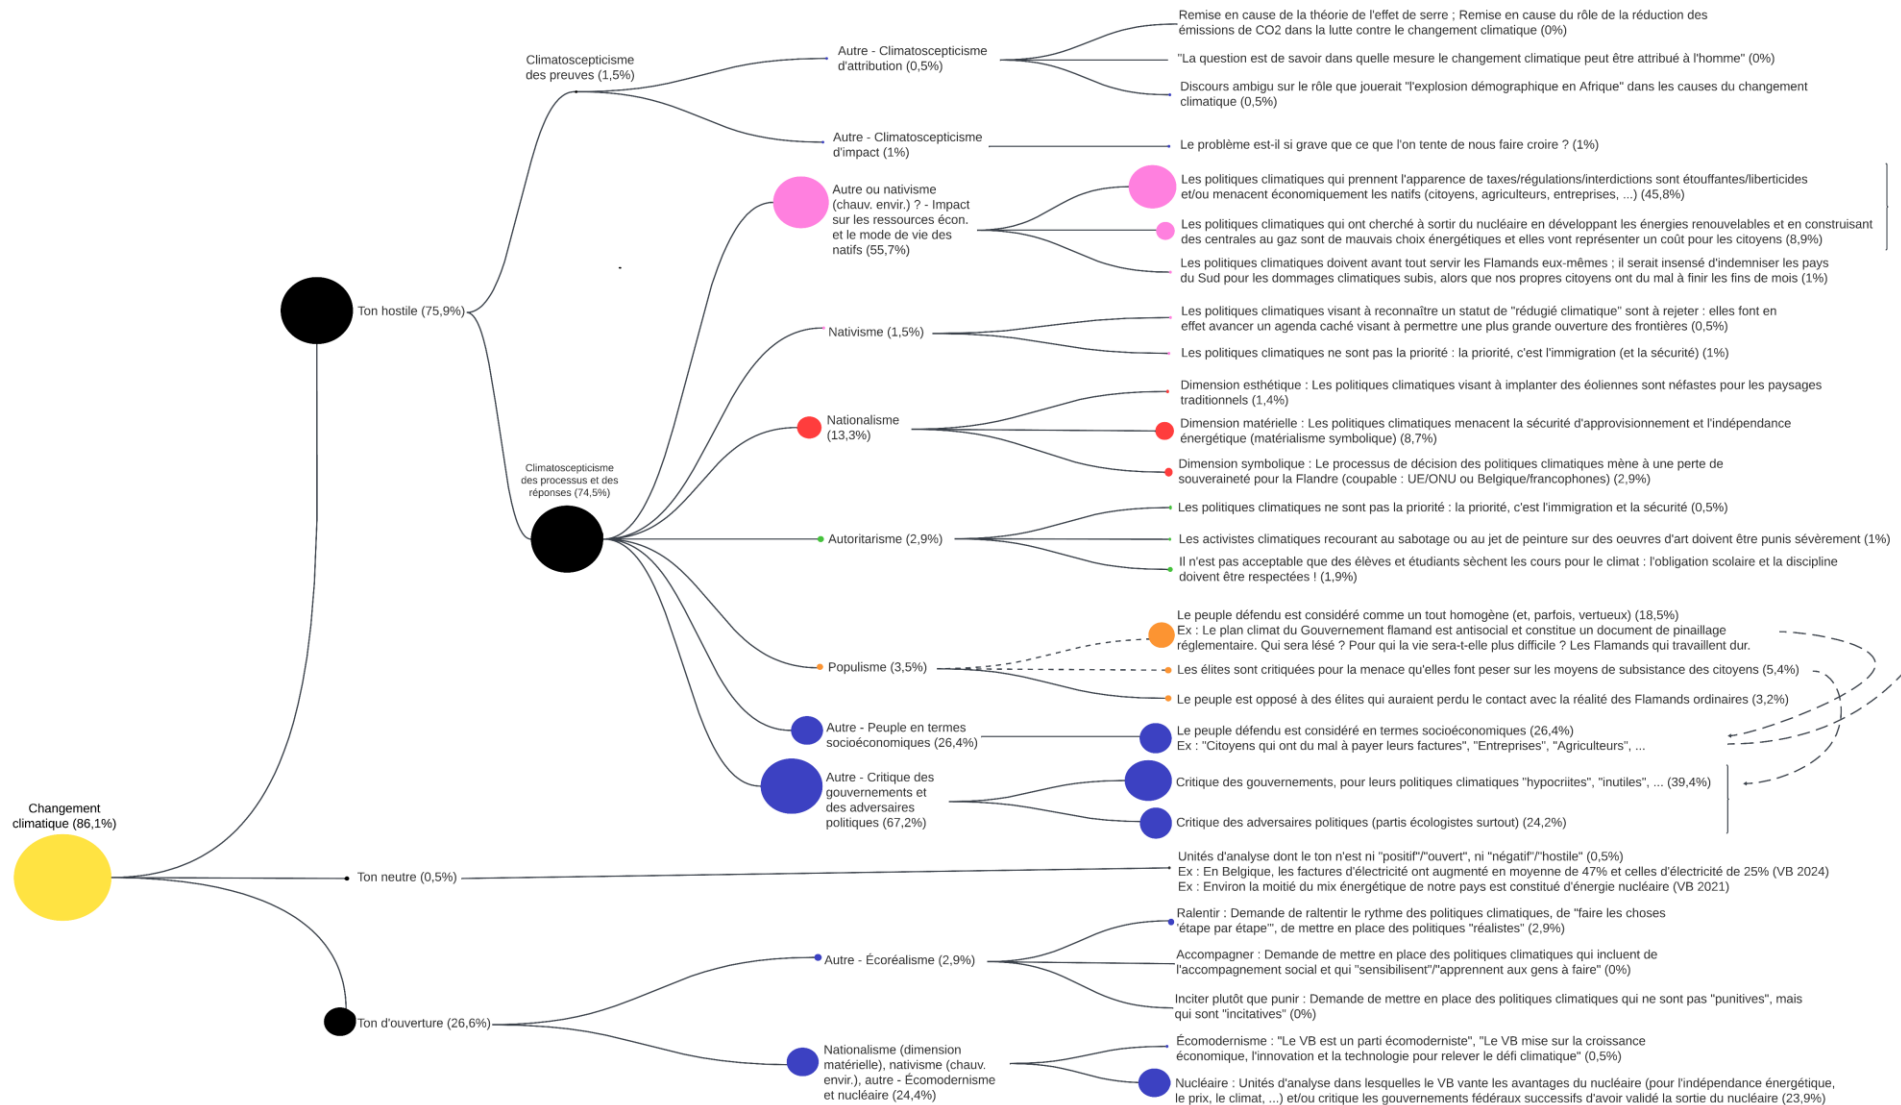 Changement
climatique (86,1%)
Ton hostile (75,9%)
Climatoscepticisme
des preuves (1,5%)
Autre - Climatoscepticisme
d'attribution (0,5%)
Remise en cause de la théorie de l'effet de serre ; Remise en cause du rôle de la réduction des
émissions de CO2 dans la lutte contre le changement climatique (0%)
"La question est de savoir dans quelle mesure le changement climatique peut être attribué à l'homme" (0%)
Discours ambigu sur le rôle que jouerait "l'explosion démographique en Afrique" dans les causes du changement
climatique (0,5%)
Autre - Climatoscepticisme
d'impact (1%)
Le problème est-il si grave que ce que l'on tente de nous faire croire ? (1%)
Climatoscepticisme
des processus et des
réponses (74,5%)
Autre ou nativisme
(chauv. envir.) ? - Impact
sur les ressources écon.
et le mode de vie des
natifs (55,7%)
Les politiques climatiques qui prennent l'apparence de taxes/régulations/interdictions sont étouffantes/liberticides
et/ou menacent économiquement les natifs (citoyens, agriculteurs, entreprises, ...) (45,8%)
Les politiques climatiques qui ont cherché à sortir du nucléaire en développant les énergies renouvelables et en construisant
des centrales au gaz sont de mauvais choix énergétiques et elles vont représenter un coût pour les citoyens (8,9%)
Les politiques climatiques doivent avant tout servir les Flamands eux-mêmes ; il serait insensé d'indemniser les pays
du Sud pour les dommages climatiques subis, alors que nos propres citoyens ont du mal à finir les fins de mois (1%)
Nativisme (1,5%)
Les politiques climatiques visant à reconnaître un statut de "rédugié climatique" sont à rejeter : elles font en
effet avancer un agenda caché visant à permettre une plus grande ouverture des frontières (0,5%)
Les politiques climatiques ne sont pas la priorité : la priorité, c'est l'immigration (et la sécurité) (1%)
Nationalisme
(13,3%)
Dimension esthétique : Les politiques climatiques visant à implanter des éoliennes sont néfastes pour les paysages
traditionnels (1,4%)
Dimension matérielle : Les politiques climatiques menacent la sécurité d'approvisionnement et l'indépendance
énergétique (matérialisme symbolique) (8,7%)
Dimension symbolique : Le processus de décision des politiques climatiques mène à une perte de
souveraineté pour la Flandre (coupable : UE/ONU ou Belgique/francophones) (2,9%)
Autoritarisme (2,9%)
Les politiques climatiques ne sont pas la priorité : la priorité, c'est l'immigration et la sécurité (0,5%)
Les activistes climatiques recourant au sabotage ou au jet de peinture sur des oeuvres d'art doivent être punis sévèrement (1%)
Il n'est pas acceptable que des élèves et étudiants sèchent les cours pour le climat : l'obligation scolaire et la discipline
doivent être respectées ! (1,9%)
Populisme (3,5%)
Le peuple défendu est considéré comme un tout homogène (et, parfois, vertueux) (18,5%)
Ex : Le plan climat du Gouvernement flamand est antisocial et constitue un document de pinaillage
réglementaire. Qui sera lésé ? Pour qui la vie sera-t-elle plus difficile ? Les Flamands qui travaillent dur.
Les élites sont critiquées pour la menace qu'elles font peser sur les moyens de subsistance des citoyens (5,4%)
Le peuple est opposé à des élites qui auraient perdu le contact avec la réalité des Flamands ordinaires (3,2%)
Autre - Peuple en termes
socioéconomiques (26,4%)
Le peuple défendu est considéré en termes socioéconomiques (26,4%)
Ex : "Citoyens qui ont du mal à payer leurs factures", "Entreprises", "Agriculteurs", ...
Autre - Critique des
gouvernements et
des adversaires
politiques (67,2%)
Critique des gouvernements, pour leurs politiques climatiques "hypocriites", "inutiles", ... (39,4%)
Critique des adversaires politiques (partis écologistes surtout) (24,2%)
Ton neutre (0,5%)
Unités d'analyse dont le ton n'est ni "positif"/"ouvert", ni "négatif"/"hostile" (0,5%)
Ex : En Belgique, les factures d'électricité ont augmenté en moyenne de 47% et celles d'électricité de 25% (VB 2024)
Ex : Environ la moitié du mix énergétique de notre pays est constitué d'énergie nucléaire (VB 2021)
Ton d'ouverture (26,6%)
Autre - Écoréalisme (2,9%)
Ralentir : Demande de raltentir le rythme des politiques climatiques, de "faire les choses
'étape par étape'", de mettre en place des politiques "réalistes" (2,9%)
Accompagner : Demande de mettre en place des politiques climatiques qui incluent de
l'accompagnement social et qui "sensibilisent"/"apprennent aux gens à faire" (0%)
Inciter plutôt que punir : Demande de mettre en place des politiques climatiques qui ne sont pas "punitives", mais
qui sont "incitatives" (0%)
Nationalisme (dimension
matérielle), nativisme (chauv.
envir.), autre - Écomodernisme
et nucléaire (24,4%)
Écomodernisme : "Le VB est un parti écomoderniste", "Le VB mise sur la croissance
économique, l'innovation et la technologie pour relever le défi climatique" (0,5%)
Nucléaire : Unités d'analyse dans lesquelles le VB vante les avantages du nucléaire (pour l'indépendance énergétique,
le prix, le climat, ...) et/ou critique les gouvernements fédéraux successifs d'avoir validé la sortie du nucléaire (23,9%)